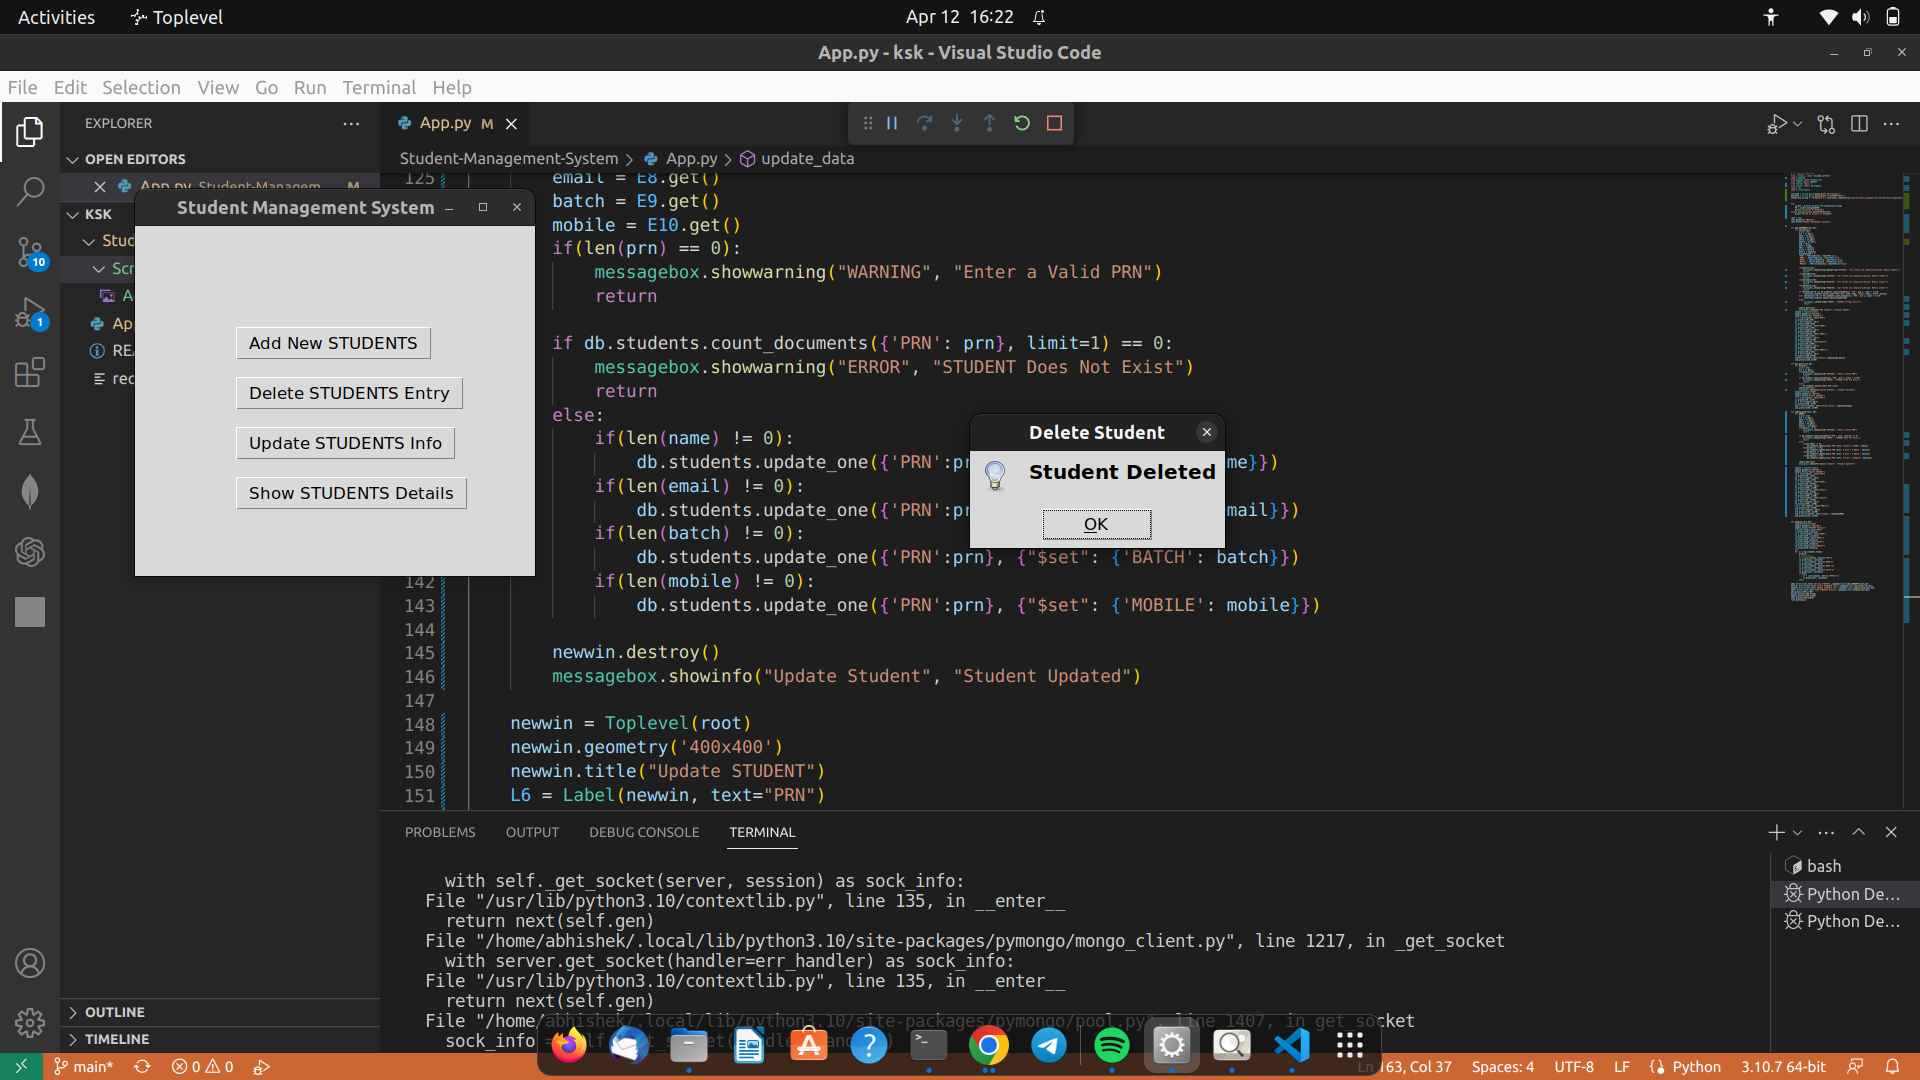 Activities
Toplevel
Apr 12 16:22
App.py - ksk - Visual Studio Code
File Edit Selection View Go Run Terminal Help
EXPLORER
OPEN EDITORS
App.py Student-Managem... M
KSK
Stud
Scr
A
Ap
REA
rec
10
1
OUTLINE
TIMELINE
App.py M
Student-Management-System > App.py > update_data
125 email = E8.get()
batch = E9.get()
mobile = E10.get()
if(len(prn) == 0):
messagebox.showwarning("WARNING", "Enter a Valid PRN")
return
if db.students.count_documents({'PRN': prn}, limit=1) == 0:
messagebox.showwarning("ERROR", "STUDENT Does Not Exist")
return
else:
if(len(name) != 0):
db.students.update_one({'PRN':pr me}})
if(len(email) != 0):
db.students.update_one({'PRN':pr mail}})
if(len(batch) != 0):
db.students.update_one({'PRN':prn}, {"$set": {'BATCH': batch}})
142 if(len(mobile) != 0):
143 db.students.update_one({'PRN':prn}, {"$set": {'MOBILE': mobile}})
144
145 newwin.destroy()
146 messagebox.showinfo("Update Student", "Student Updated")
147
148 newwin = Toplevel(root)
149 newwin.geometry('400x400')
150 newwin.title("Update STUDENT")
151 L6 = Label(newwin, text="PRN")
Student Management System
Add New STUDENTS
Delete STUDENTS Entry
Update STUDENTS Info
Show STUDENTS Details
Delete Student
Student Deleted
OK
PROBLEMS OUTPUT DEBUG CONSOLE TERMINAL
with self._get_socket(server, session) as sock_info:
File "/usr/lib/python3.10/contextlib.py", line 135, in __enter__
return next(self.gen)
File "/home/abhishek/.local/lib/python3.10/site-packages/pymongo/mongo_client.py", line 1217, in _get_socket
with server.get_socket(handler=err_handler) as sock_info:
File "/usr/lib/python3.10/contextlib.py", line 135, in __enter__
return next(self.gen)
File "/home/abhishek/.local/lib/python3.10/site-packages/pymongo/pool.py", line 1407, in get_socket
sock_info =
bash
Python De...
Python De...
main*
0 0
Ln 163, Col 37
Spaces: 4
UTF-8
LF
Python
3.10.7 64-bit